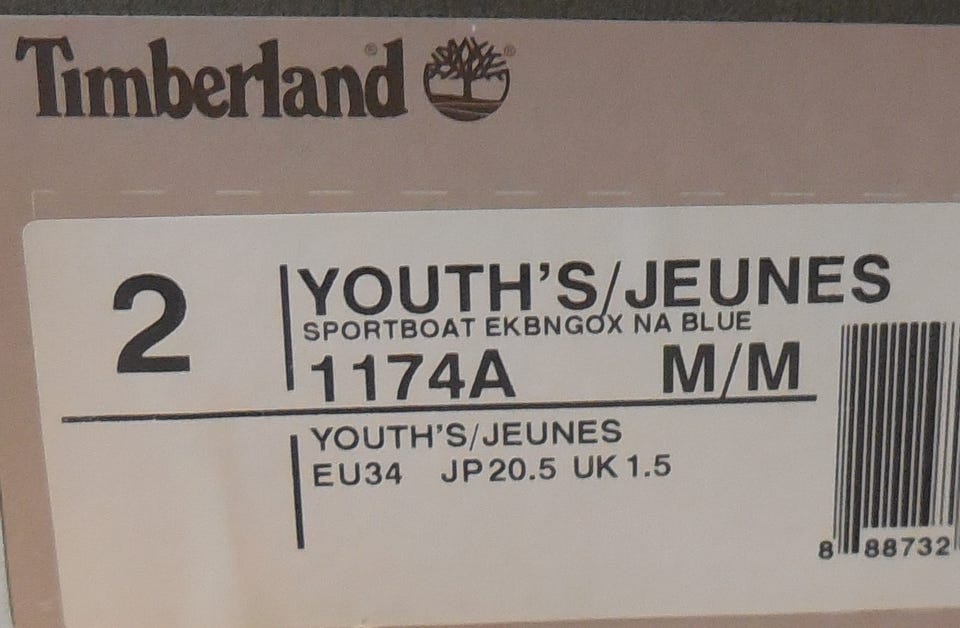 Timberland®
2
YOUTH'S/JEUNES
SPORTBOAT EKBNGOX NA BLUE
1174A M/M
YOUTH'S/JEUNES
EU34 JP20.5 UK1.5
8 88732